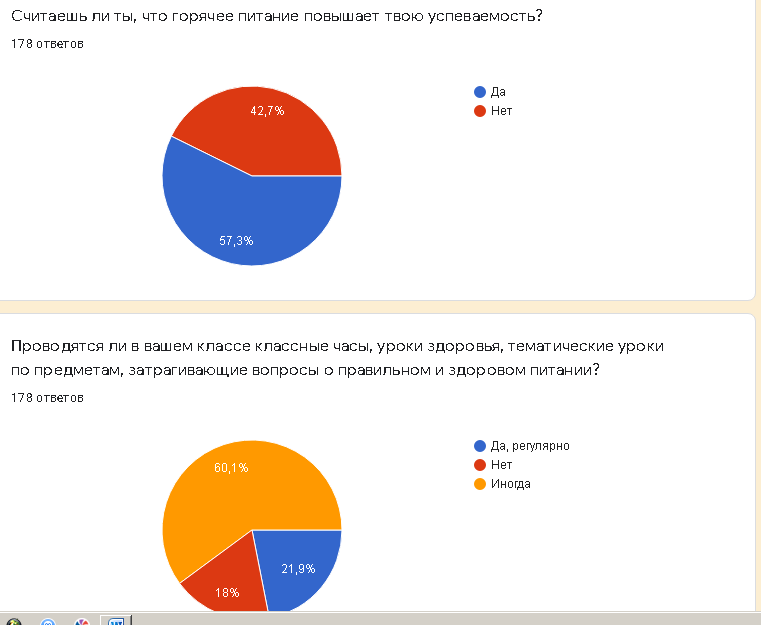 Считаешь ли ты, что горячее питание повышает твою успеваемость?
178 ответов
Да
Нет
42,7%
57,3%
Проводятся ли в вашем классе классные часы, уроки здоровья, тематические уроки
по предметам, затрагивающие вопросы о правильном и здоровом питании?
178 ответов
Да, регулярно
Нет
Иногда
60,1%
21,9%
18%